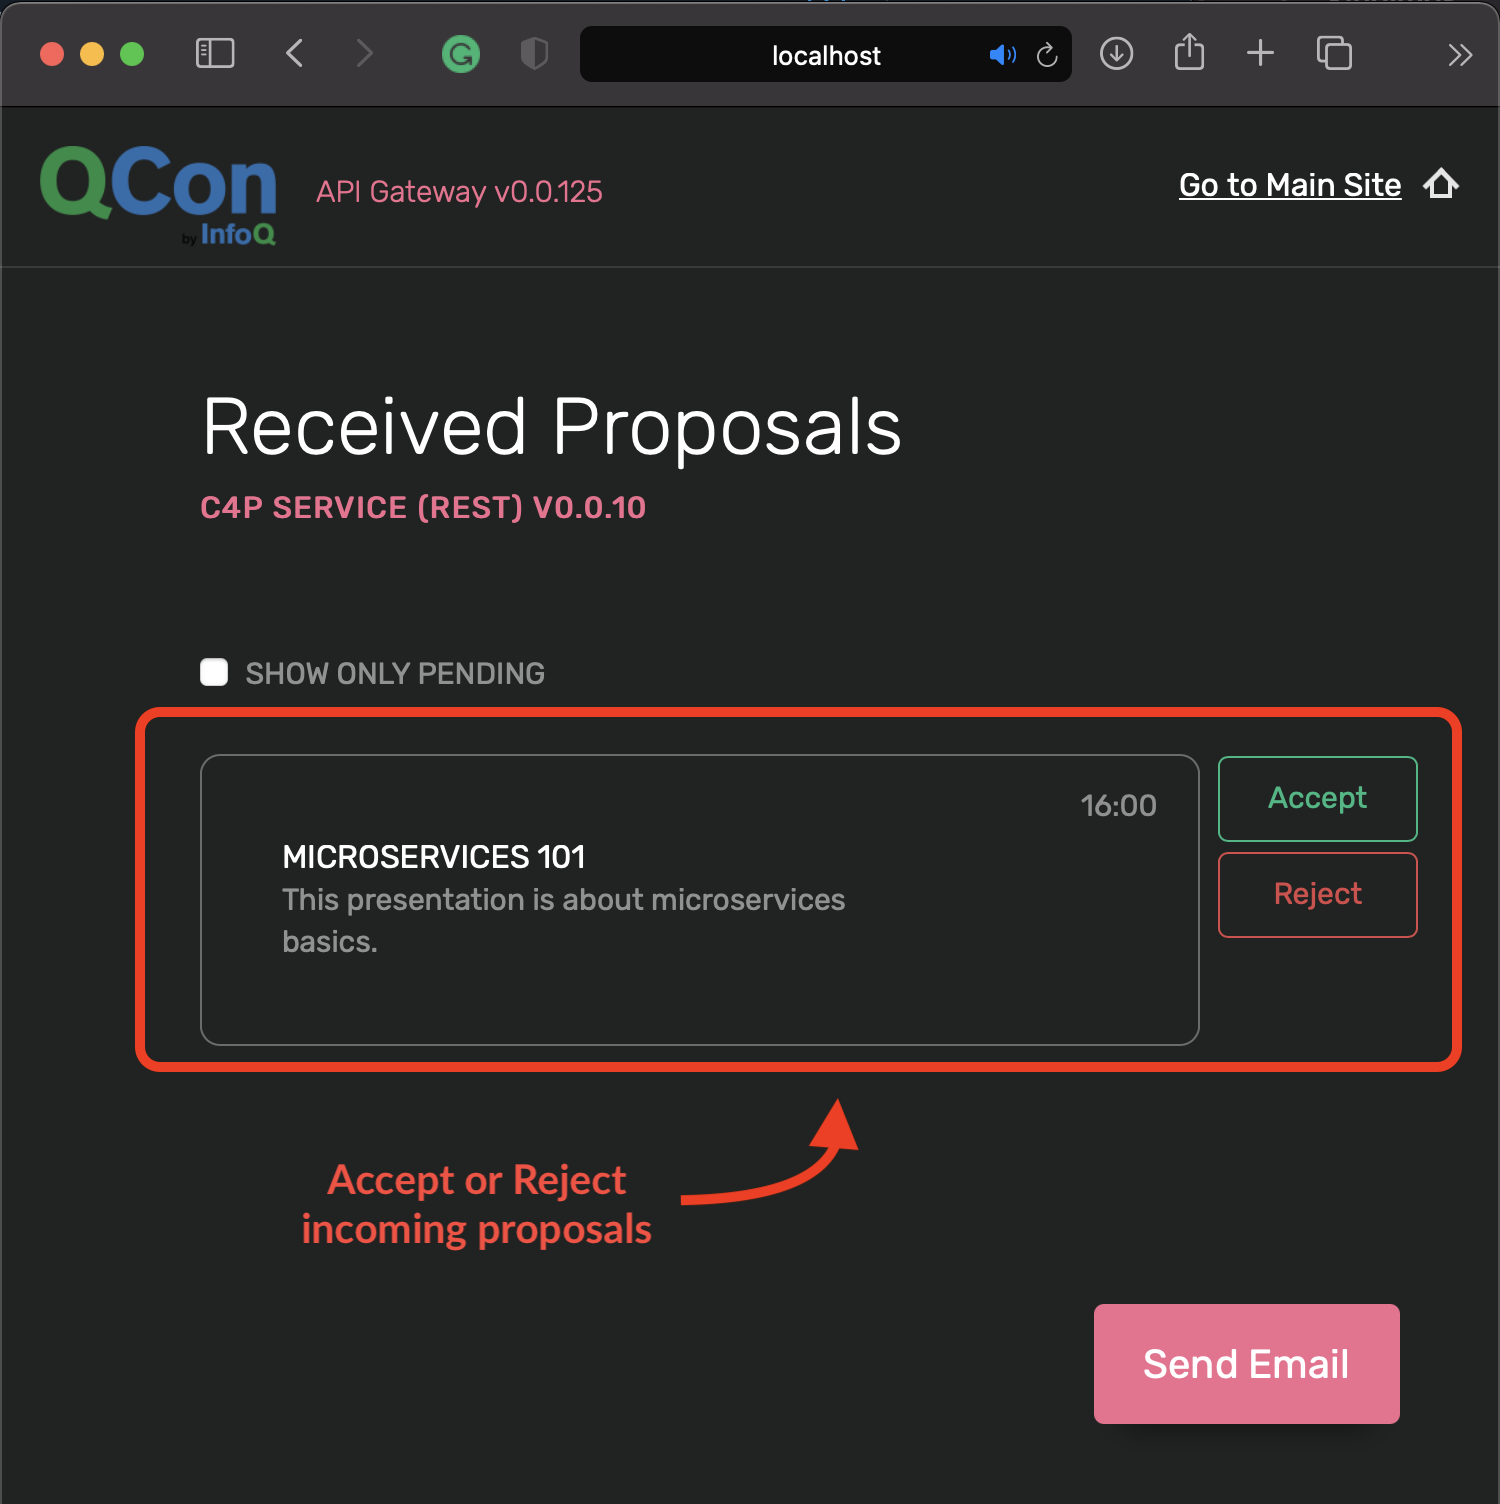 localhost
QCon
by InfoQ
API Gateway v0.0.125
Go to Main Site
Received Proposals
C4P SERVICE (REST) V0.0.10
SHOW ONLY PENDING
16:00
MICROSERVICES 101
This presentation is about microservices
basics.
Accept
Reject
Accept or Reject
incoming proposals
Send Email